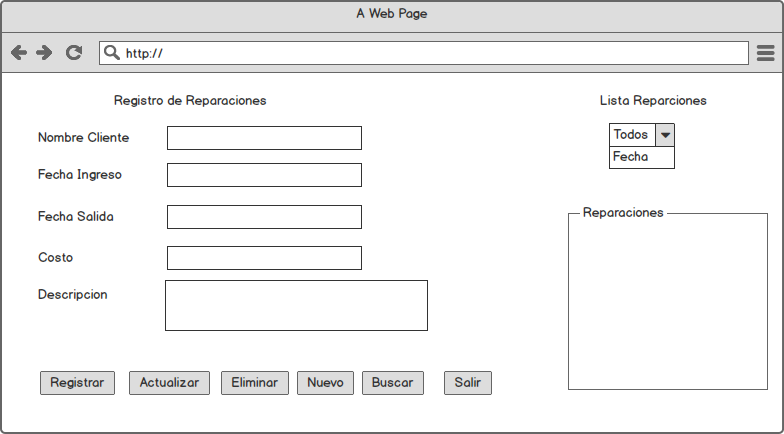 A Web Page
http://
Registro de Reparaciones
Nombre Cliente
Fecha Ingreso
Fecha Salida
Costo
Descripcion
Registrar
Actualizar
Eliminar
Nuevo
Buscar
Salir
Lista Reparciones
Todos
Fecha
Reparaciones